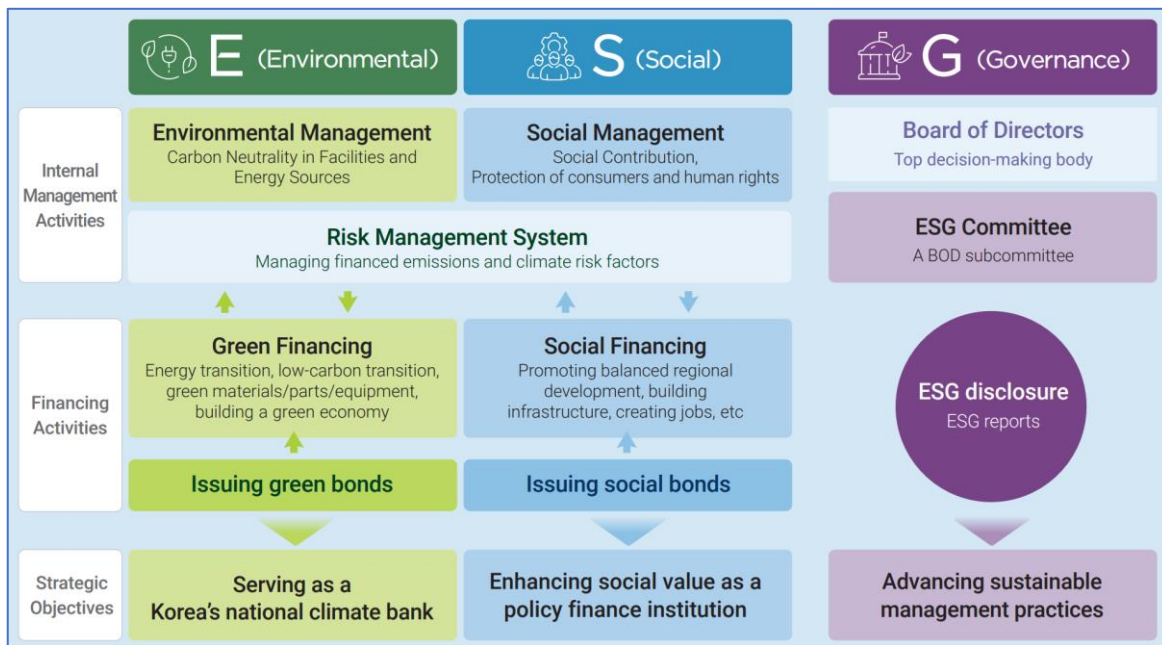 E (Environmental)
S (Social)
G (Governance)
Internal
Management
Activities
Environmental Management
Carbon Neutrality in Facilities and
Energy Sources
Social Management
Social Contribution,
Protection of consumers and human rights
Board of Directors
Top decision-making body
Risk Management System
Managing financed emissions and climate risk factors
ESG Committee
A BOD subcommittee
Financing
Activities
Green Financing
Energy transition, low-carbon transition,
green materials/parts/equipment,
building a green economy
Social Financing
Promoting balanced regional
development, building
infrastructure, creating jobs, etc
ESG disclosure
ESG reports
Issuing green bonds
Issuing social bonds
Strategic
Objectives
Serving as a
Korea's national climate bank
Enhancing social value as a
policy finance institution
Advancing sustainable
management practices